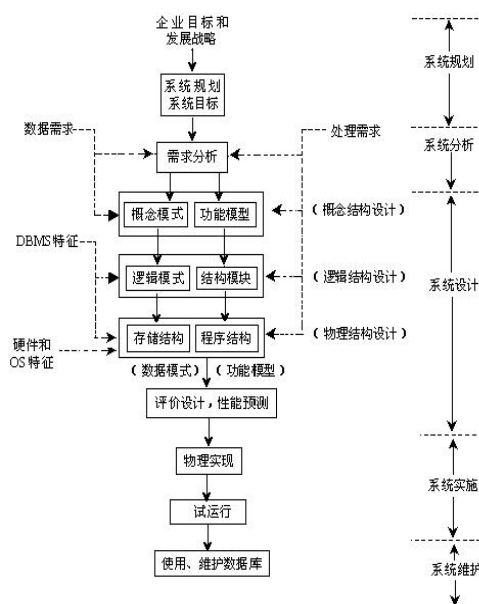 企业目标和
发展战略
系统规划
系统规划
系统目标
数据需求
处理需求
系统分析
需求分析
概念模式
功能模型
(概念结构设计)
DBMS特征
逻辑模式
结构模块
(逻辑结构设计)
系统设计
硬件和
OS特征
存储结构
程序结构
(物理结构设计)
(数据模式)
(功能模型)
评价设计，性能预测
物理实现
系统实施
试运行
使用、维护数据库
系统维护